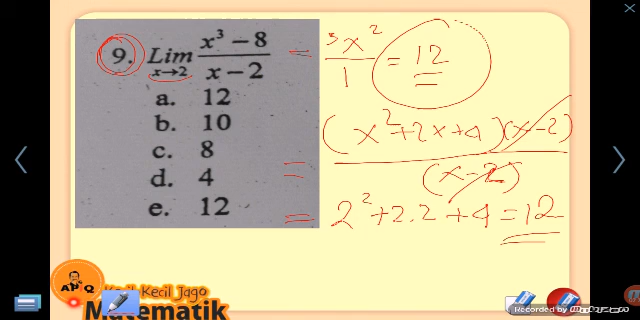 9. Lim x→2 x³ − 8 / x − 2
a. 12
b. 10
c. 8
d. 4
e. 12
= 3x² / 1 = 12
= (x²+2x+4)(x−2) / (x−2)
= 2²+2.2+4 = 12
APIQ
Kecil Jago
Matematik
Recorded by